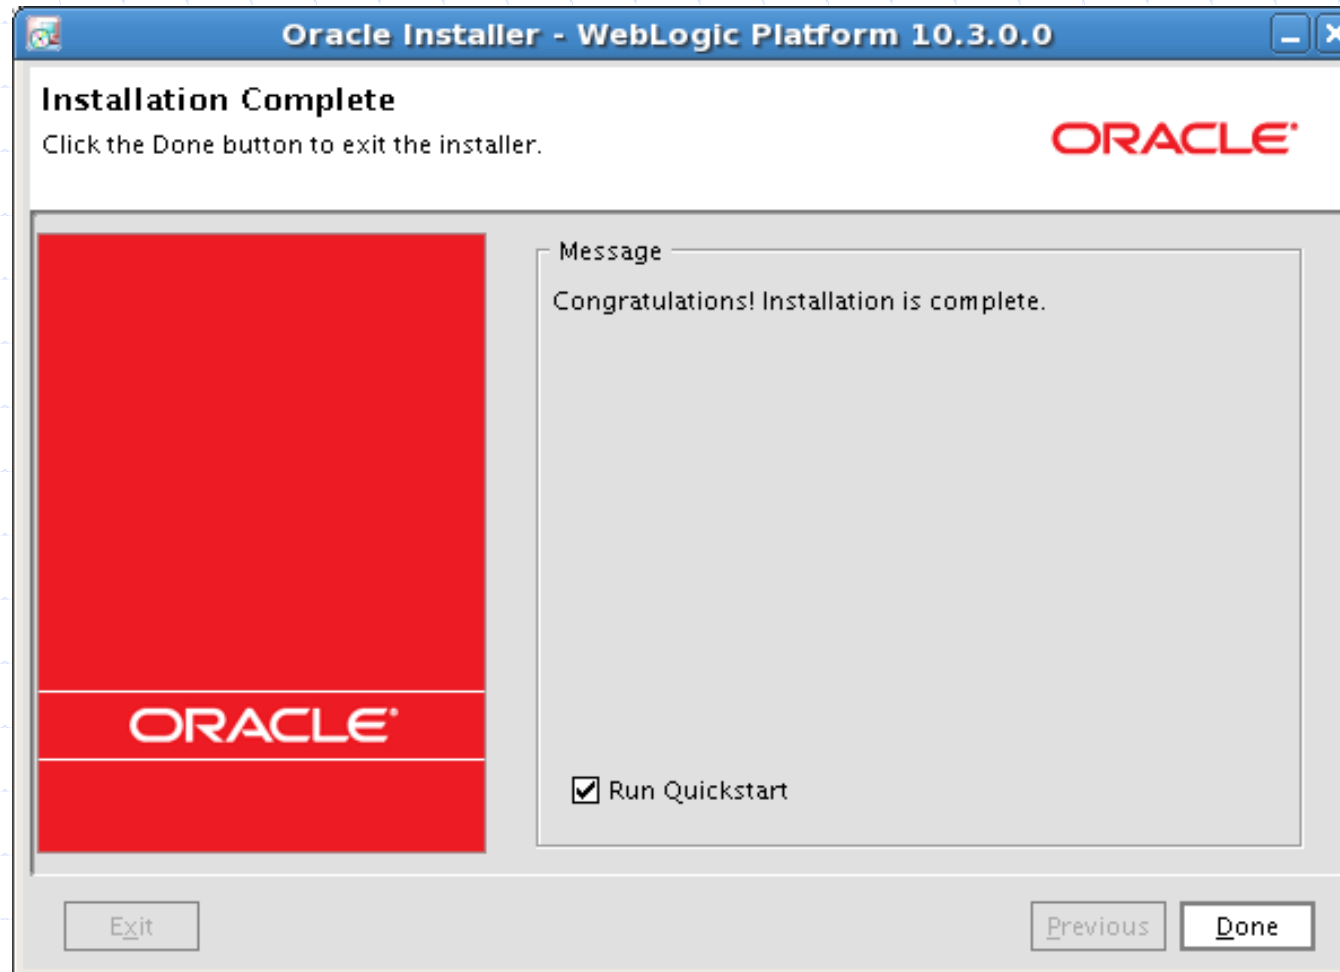 Oracle Installer - WebLogic Platform 10.3.0.0
Installation Complete
Click the Done button to exit the installer.
ORACLE
Message
Congratulations! Installation is complete.
ORACLE
Run Quickstart
Exit
Previous
Done